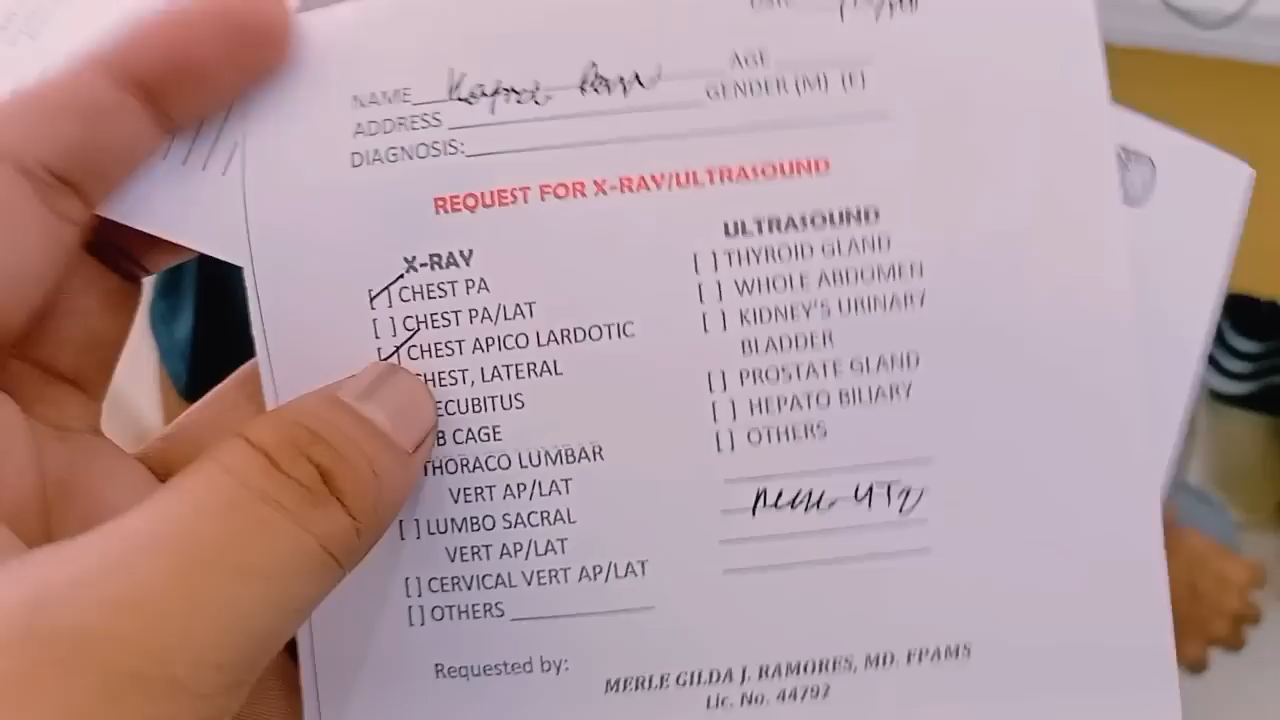 NAME
AGE
ADDRESS
GENDER (M) (F)
DIAGNOSIS:
REQUEST FOR X-RAY/ULTRASOUND
X-RAY
[ ] CHEST PA
[ ] CHEST PA/LAT
[ ] CHEST APICO LARDOTIC
CHEST, LATERAL
ECUBITUS
B CAGE
THORACO LUMBAR
VERT AP/LAT
[ ] LUMBO SACRAL
VERT AP/LAT
[ ] CERVICAL VERT AP/LAT
[ ] OTHERS
ULTRASOUND
[ ] THYROID GLAND
[ ] WHOLE ABDOMEN
[ ] KIDNEY'S URINARY
BLADDER
[ ] PROSTATE GLAND
[ ] HEPATO BILIARY
[ ] OTHERS
Requested by:
MERLE GILDA J. RAMORES, MD. FPAMS
Lic. No. 44792